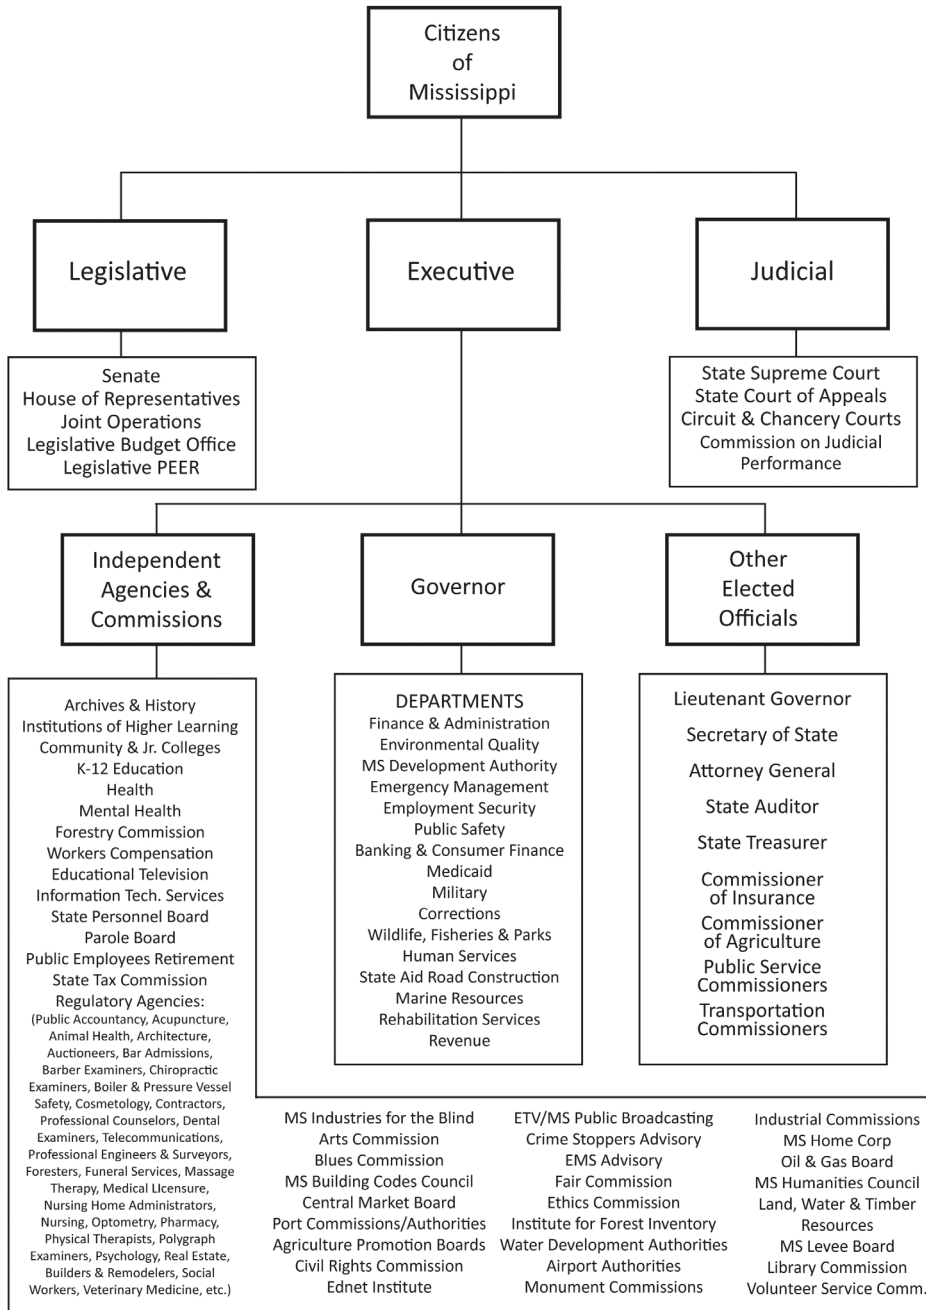 Citizens
of
Mississippi
Legislative
Executive
Judicial
Senate
House of Representatives
Joint Operations
Legislative Budget Office
Legislative PEER
State Supreme Court
State Court of Appeals
Circuit & Chancery Courts
Commission on Judicial
Performance
Independent
Agencies &
Commissions
Governor
Other
Elected
Officials
Archives & History
Institutions of Higher Learning
Community & Jr. Colleges
K-12 Education
Health
Mental Health
Forestry Commission
Workers Compensation
Educational Television
Information Tech. Services
State Personnel Board
Parole Board
Public Employees Retirement
State Tax Commission
Regulatory Agencies:
(Public Accountancy, Acupuncture,
Animal Health, Architecture,
Auctioneers, Bar Admissions,
Barber Examiners, Chiropractic
Examiners, Boiler & Pressure Vessel
Safety, Cosmetology, Contractors,
Professional Counselors, Dental
Examiners, Telecommunications,
Professional Engineers & Surveyors,
Foresters, Funeral Services, Massage
Therapy, Medical LIcensure,
Nursing Home Administrators,
Nursing, Optometry, Pharmacy,
Physical Therapists, Polygraph
Examiners, Psychology, Real Estate,
Builders & Remodelers, Social
Workers, Veterinary Medicine, etc.)
DEPARTMENTS
Finance & Administration
Environmental Quality
MS Development Authority
Emergency Management
Employment Security
Public Safety
Banking & Consumer Finance
Medicaid
Military
Corrections
Wildlife, Fisheries & Parks
Human Services
State Aid Road Construction
Marine Resources
Rehabilitation Services
Revenue
Lieutenant Governor
Secretary of State
Attorney General
State Auditor
State Treasurer
Commissioner
of Insurance
Commissioner
of Agriculture
Public Service
Commissioners
Transportation
Commissioners
MS Industries for the Blind
Arts Commission
Blues Commission
MS Building Codes Council
Central Market Board
Port Commissions/Authorities
Agriculture Promotion Boards
Civil Rights Commission
Ednet Institute
ETV/MS Public Broadcasting
Crime Stoppers Advisory
EMS Advisory
Fair Commission
Ethics Commission
Institute for Forest Inventory
Water Development Authorities
Airport Authorities
Monument Commissions
Industrial Commissions
MS Home Corp
Oil & Gas Board
MS Humanities Council
Land, Water & Timber
Resources
MS Levee Board
Library Commission
Volunteer Service Comm.